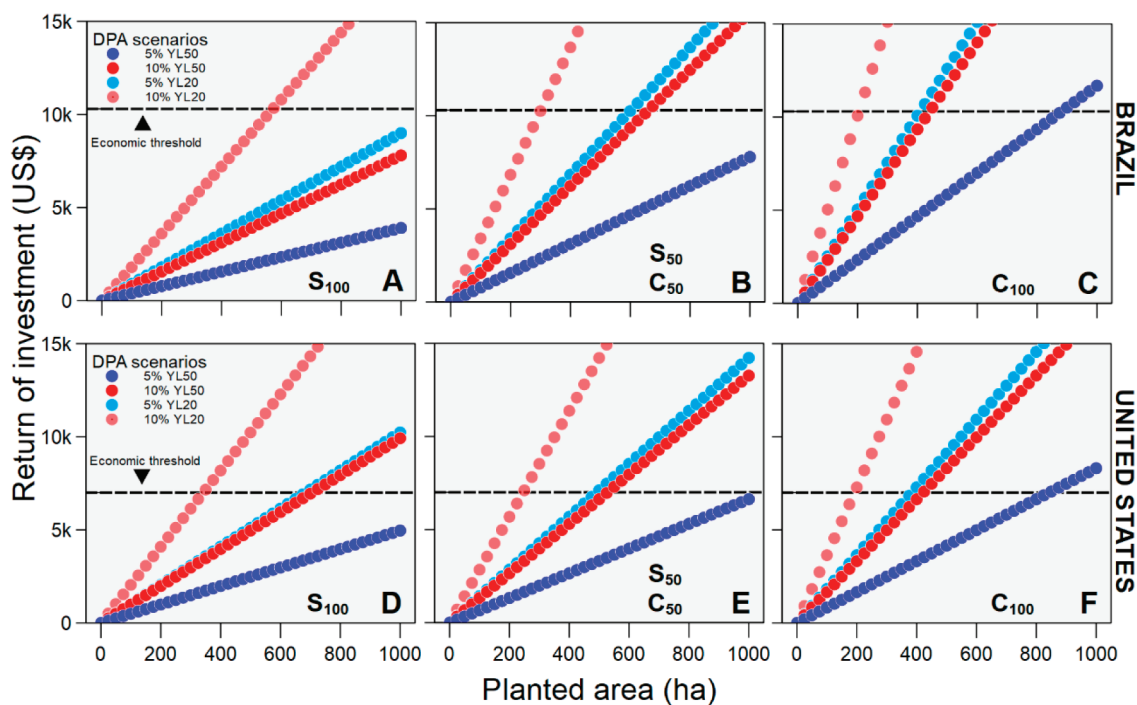 Return of investment (US$)
15k
10k
5k
0
DPA scenarios
5% YL50
10% YL50
5% YL20
10% YL20
Economic threshold
S100
A
B
S50
C50
C
C100
BRAZIL
15k
10k
5k
0
DPA scenarios
5% YL50
10% YL50
5% YL20
10% YL20
Economic threshold
S100
D
E
S50
C50
F
C100
UNITED STATES
0 200 400 600 800 1000
0 200 400 600 800 1000
0 200 400 600 800 1000
Planted area (ha)